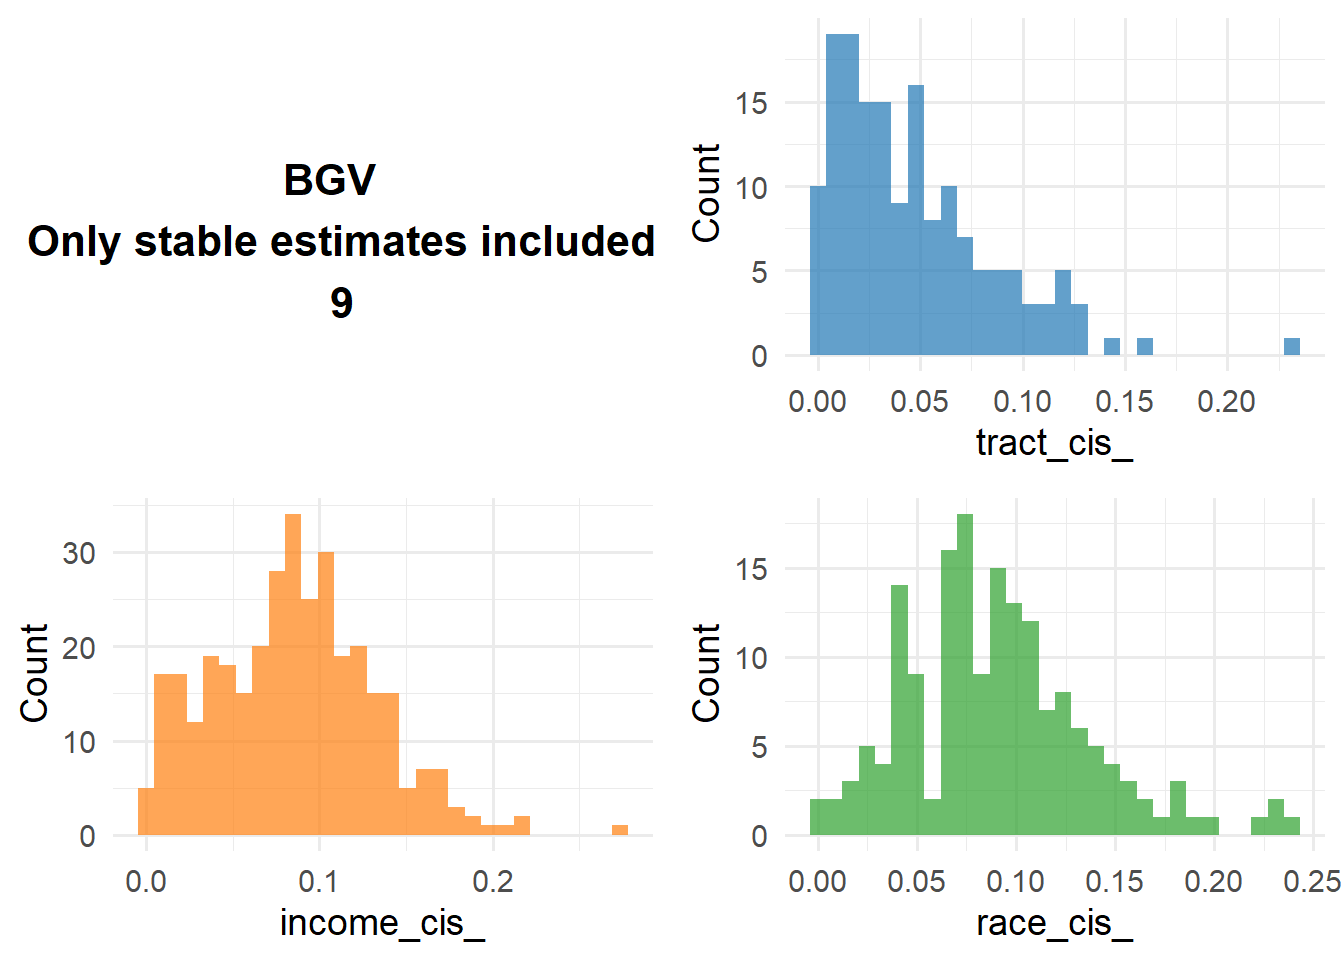 BGV
Only stable estimates included
9
Count
15
10
5
0
0.00 0.05 0.10 0.15 0.20
tract_cis_
Count
30
20
10
0
0.0 0.1 0.2
income_cis_
Count
15
10
5
0
0.00 0.05 0.10 0.15 0.20 0.25
race_cis_